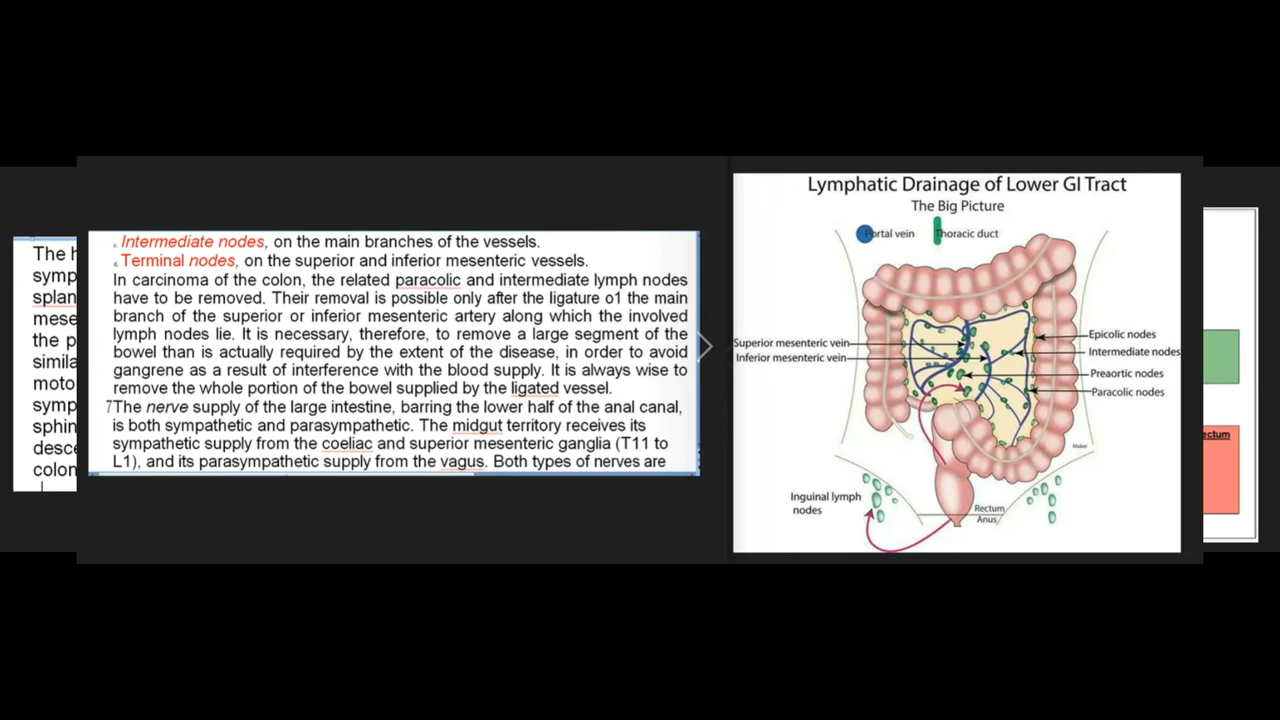 The h
symp
splan
mese
the p
simila
moto
symp
sphin
desce
colon
c. Intermediate nodes, on the main branches of the vessels.
d. Terminal nodes, on the superior and inferior mesenteric vessels.
In carcinoma of the colon, the related paracolic and intermediate lymph nodes
have to be removed. Their removal is possible only after the ligature o1 the main
branch of the superior or inferior mesenteric artery along which the involved
lymph nodes lie. It is necessary, therefore, to remove a large segment of the
bowel than is actually required by the extent of the disease, in order to avoid
gangrene as a result of interference with the blood supply. It is always wise to
remove the whole portion of the bowel supplied by the ligated vessel.
7The nerve supply of the large intestine, barring the lower half of the anal canal,
is both sympathetic and parasympathetic. The midgut territory receives its
sympathetic supply from the coeliac and superior mesenteric ganglia (T11 to
L1), and its parasympathetic supply from the vagus. Both types of nerves are
Lymphatic Drainage of Lower GI Tract
The Big Picture
Portal vein
Thoracic duct
Superior mesenteric vein
Inferior mesenteric vein
Epicolic nodes
Intermediate nodes
Preaortic nodes
Paracolic nodes
Inguinal lymph
nodes
Rectum
Anus
ectum